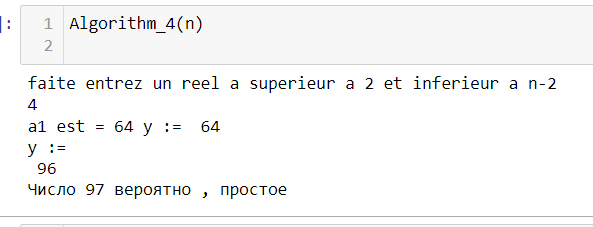 ]:
1 Algorithm_4(n)
2
faite entrez un reel a superieur a 2 et inferieur a n-2
4
a1 est = 64 y :=  64
y :=
96
Число 97 вероятно , простое